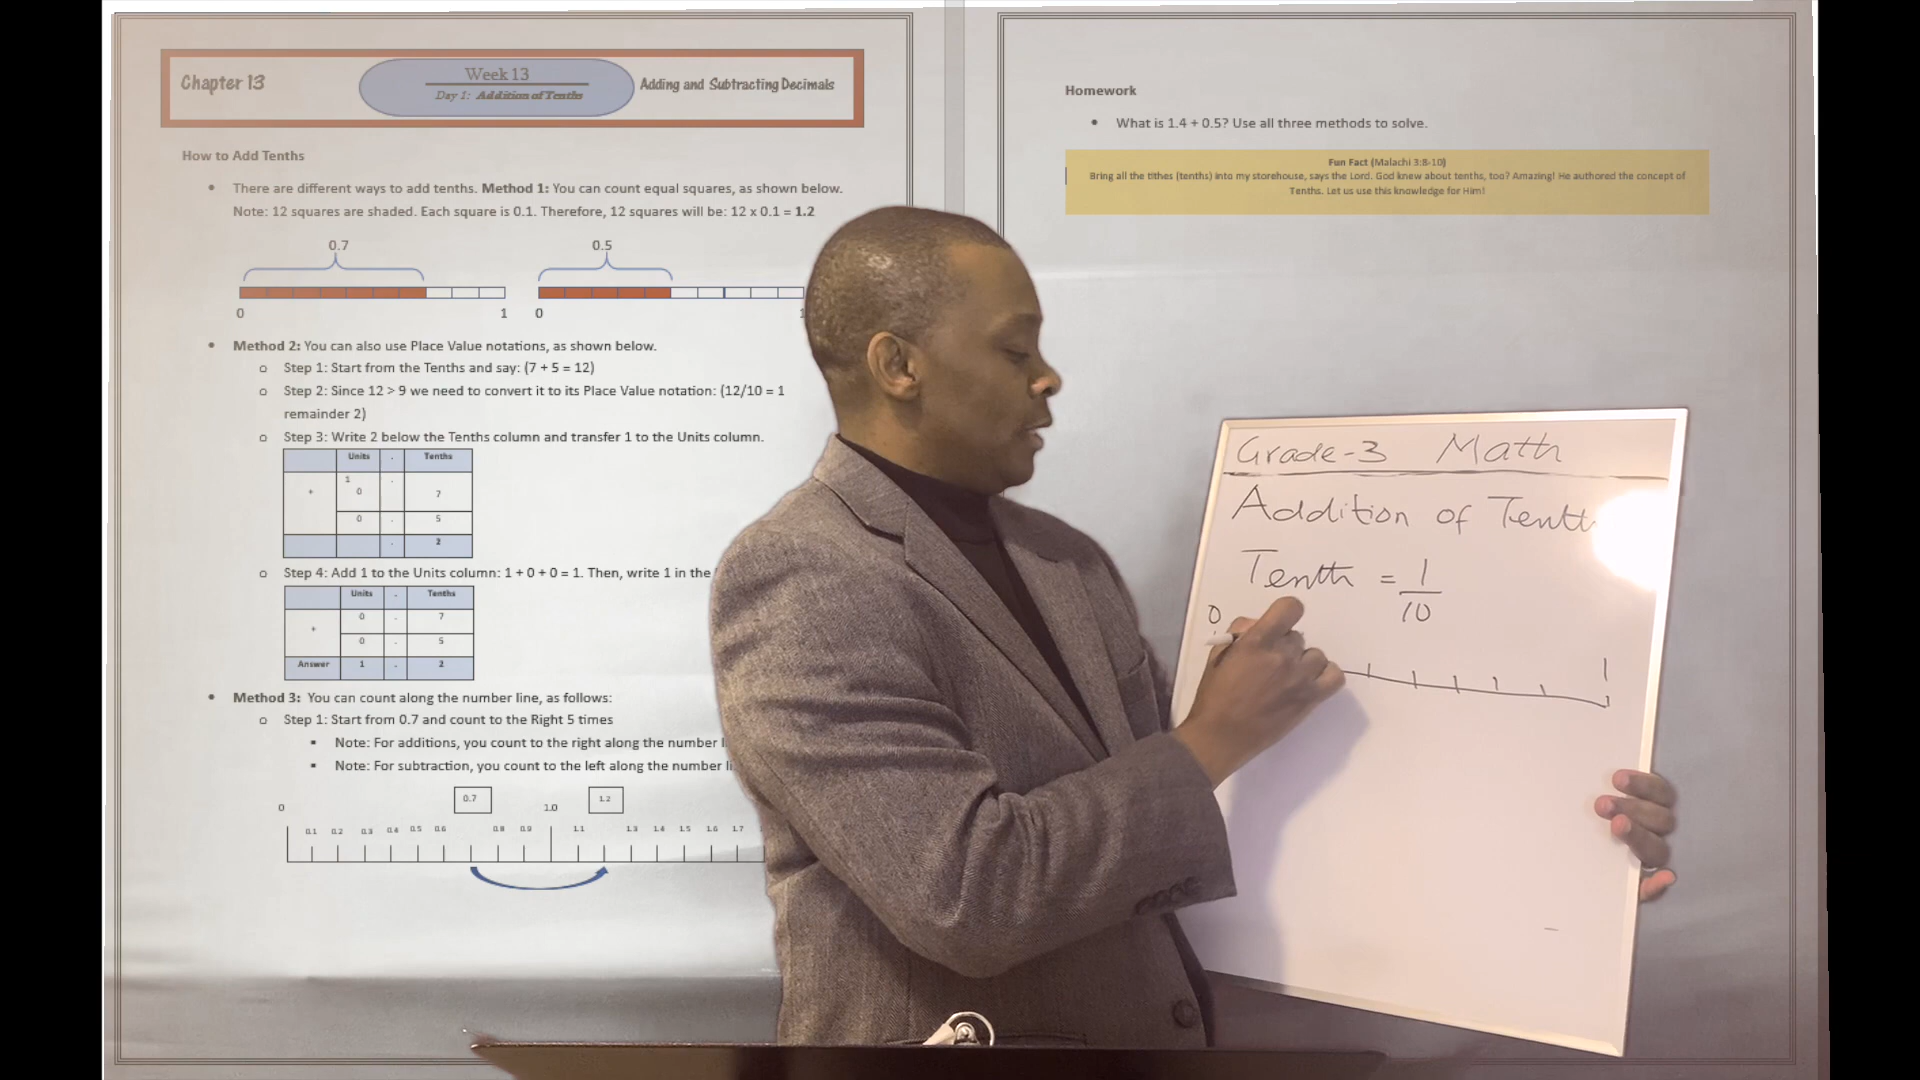 Chapter 13
Week 13
Day 1: Addition of Tenths
Adding and Subtracting Decimals
How to Add Tenths
• There are different ways to add tenths. Method 1: You can count equal squares, as shown below.
Note: 12 squares are shaded. Each square is 0.1. Therefore, 12 squares will be: 12 x 0.1 = 1.2
0.7 0.5
0 1 0 1
• Method 2: You can also use Place Value notations, as shown below.
o Step 1: Start from the Tenths and say: (7 + 5 = 12)
o Step 2: Since 12 > 9 we need to convert it to its Place Value notation: (12/10 = 1
remainder 2)
o Step 3: Write 2 below the Tenths column and transfer 1 to the Units column.
Units . Tenths
1
+ 0 . 7
0 . 5
. 2
o Step 4: Add 1 to the Units column: 1 + 0 + 0 = 1. Then, write 1 in the
Units . Tenths
+ 0 . 7
0 . 5
Answer 1 . 2
• Method 3: You can count along the number line, as follows:
o Step 1: Start from 0.7 and count to the Right 5 times
▪ Note: For additions, you count to the right along the number
▪ Note: For subtraction, you count to the left along the number
0 0.7 1.0 1.2
0.1 0.2 0.3 0.4 0.5 0.6 0.8 0.9 1.1 1.3 1.4 1.5 1.6 1.7
Homework
• What is 1.4 + 0.5? Use all three methods to solve.
Fun Fact (Malachi 3:8-10)
Bring all the tithes (tenths) into my storehouse, says the Lord. God knew about tenths, too? Amazing! He authored the concept of
Tenths. Let us use this knowledge for Him!
Grade-3 Math
Addition of Tenth
Tenth = 1/10
0 1